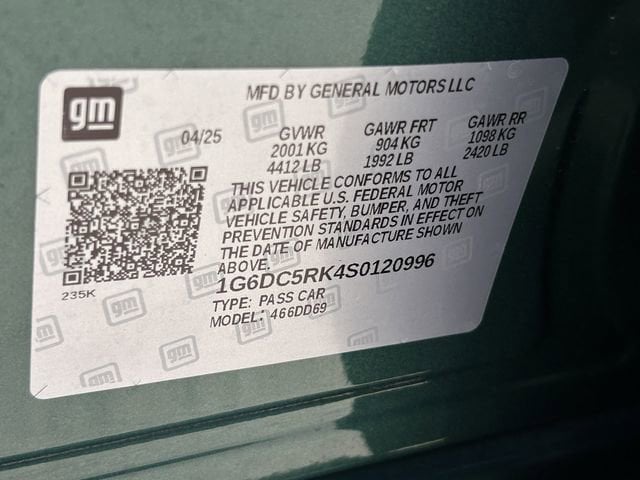 gm
MFD BY GENERAL MOTORS LLC
04/25
GVWR
2001 KG
4412 LB
GAWR FRT
904 KG
1992 LB
GAWR RR
1098 KG
2420 LB
THIS VEHICLE CONFORMS TO ALL
APPLICABLE U.S. FEDERAL MOTOR
VEHICLE SAFETY, BUMPER, AND THEFT
PREVENTION STANDARDS IN EFFECT ON
THE DATE OF MANUFACTURE SHOWN
ABOVE.
235K
1G6DC5RK4S0120996
TYPE: PASS CAR
MODEL: 466DD69